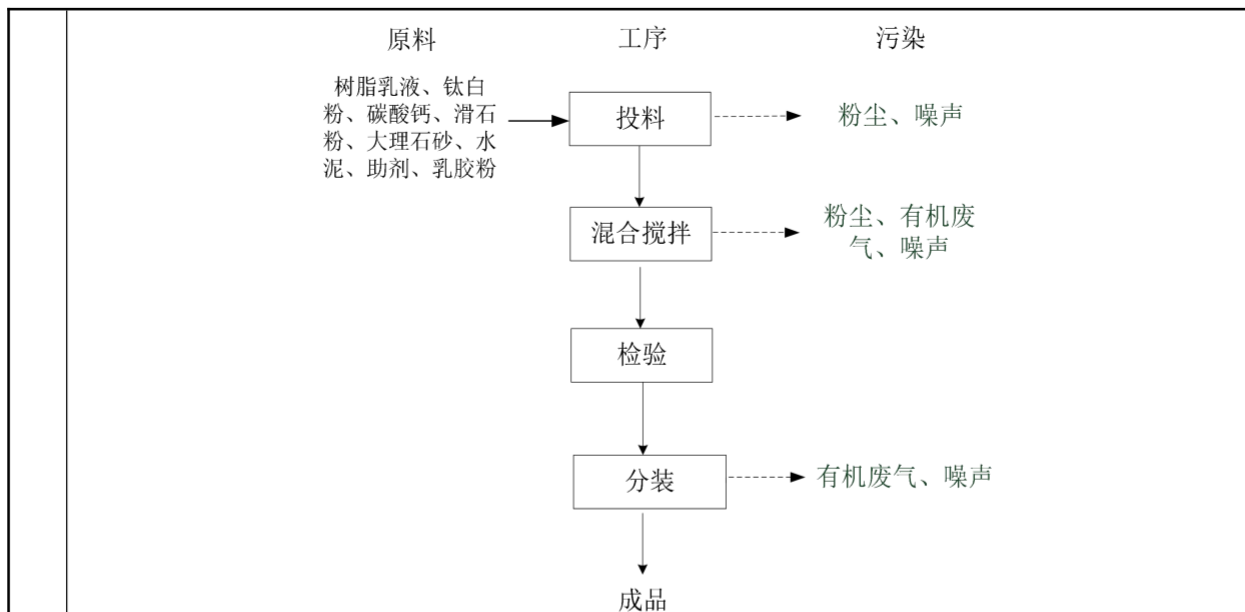 原料 工序 污染
树脂乳液、钛白
粉、碳酸钙、滑石
粉、大理石砂、水
泥、助剂、乳胶粉
投料
粉尘、噪声
混合搅拌
粉尘、有机废
气、噪声
检验
分装
有机废气、噪声
成品